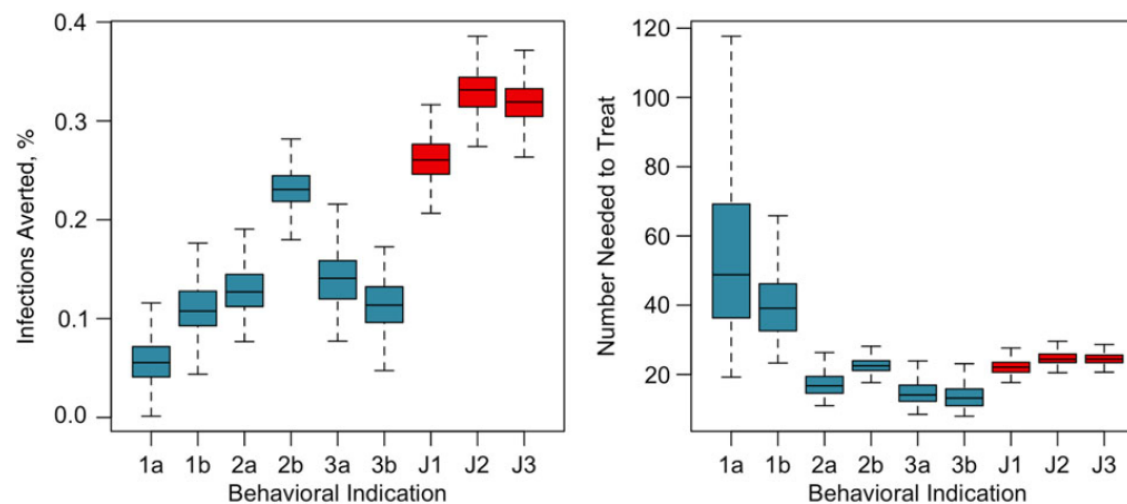 Infections Averted, %
0.4
0.3
0.2
0.1
0.0
1a 1b 2a 2b 3a 3b J1 J2 J3
Behavioral Indication
Number Needed to Treat
120
100
80
60
40
20
1a 1b 2a 2b 3a 3b J1 J2 J3
Behavioral Indication